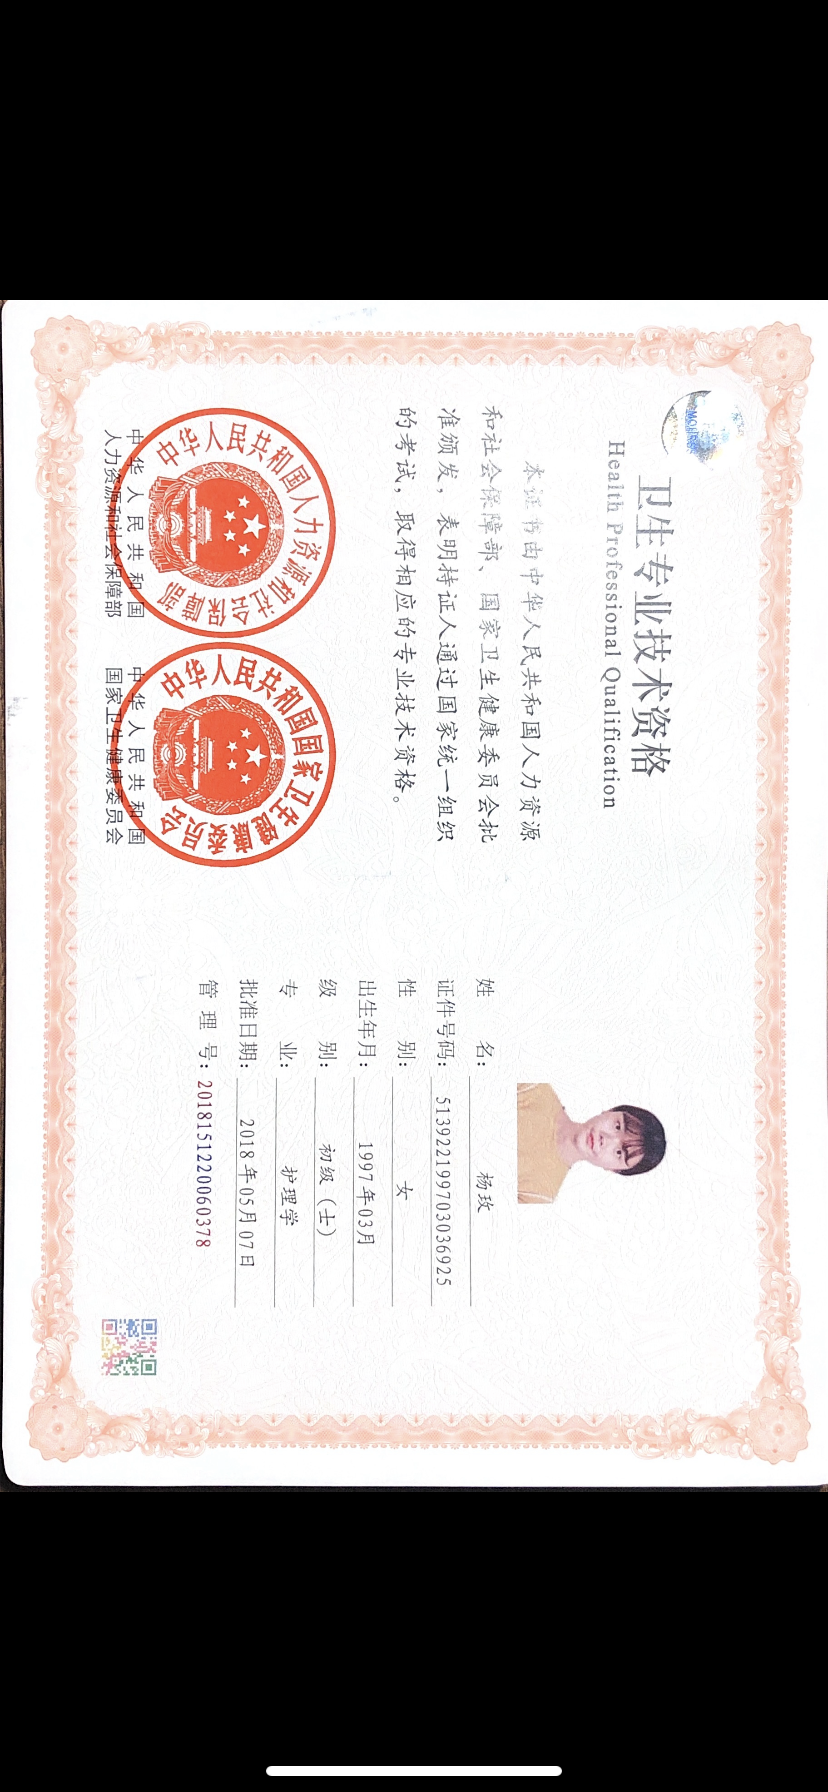 卫生专业技术资格
Health Professional Qualification
本证书由中华人民共和国人力资源
和社会保障部、国家卫生健康委员会批
准颁发，表明持证人通过国家统一组织
的考试，取得相应的专业技术资格。
中华人民共和国人力资源和社会保障部
中华人民共和国国家卫生健康委员会
中华人民共和国
人力资源和社会保障部
中华人民共和国
国家卫生健康委员会
姓 名：杨玫
证件号码：513922199703036925
性 别：女
出生年月：1997年03月
级 别：初级（士）
专 业：护理学
批准日期：2018年05月07日
管 理 号：2018151220060378